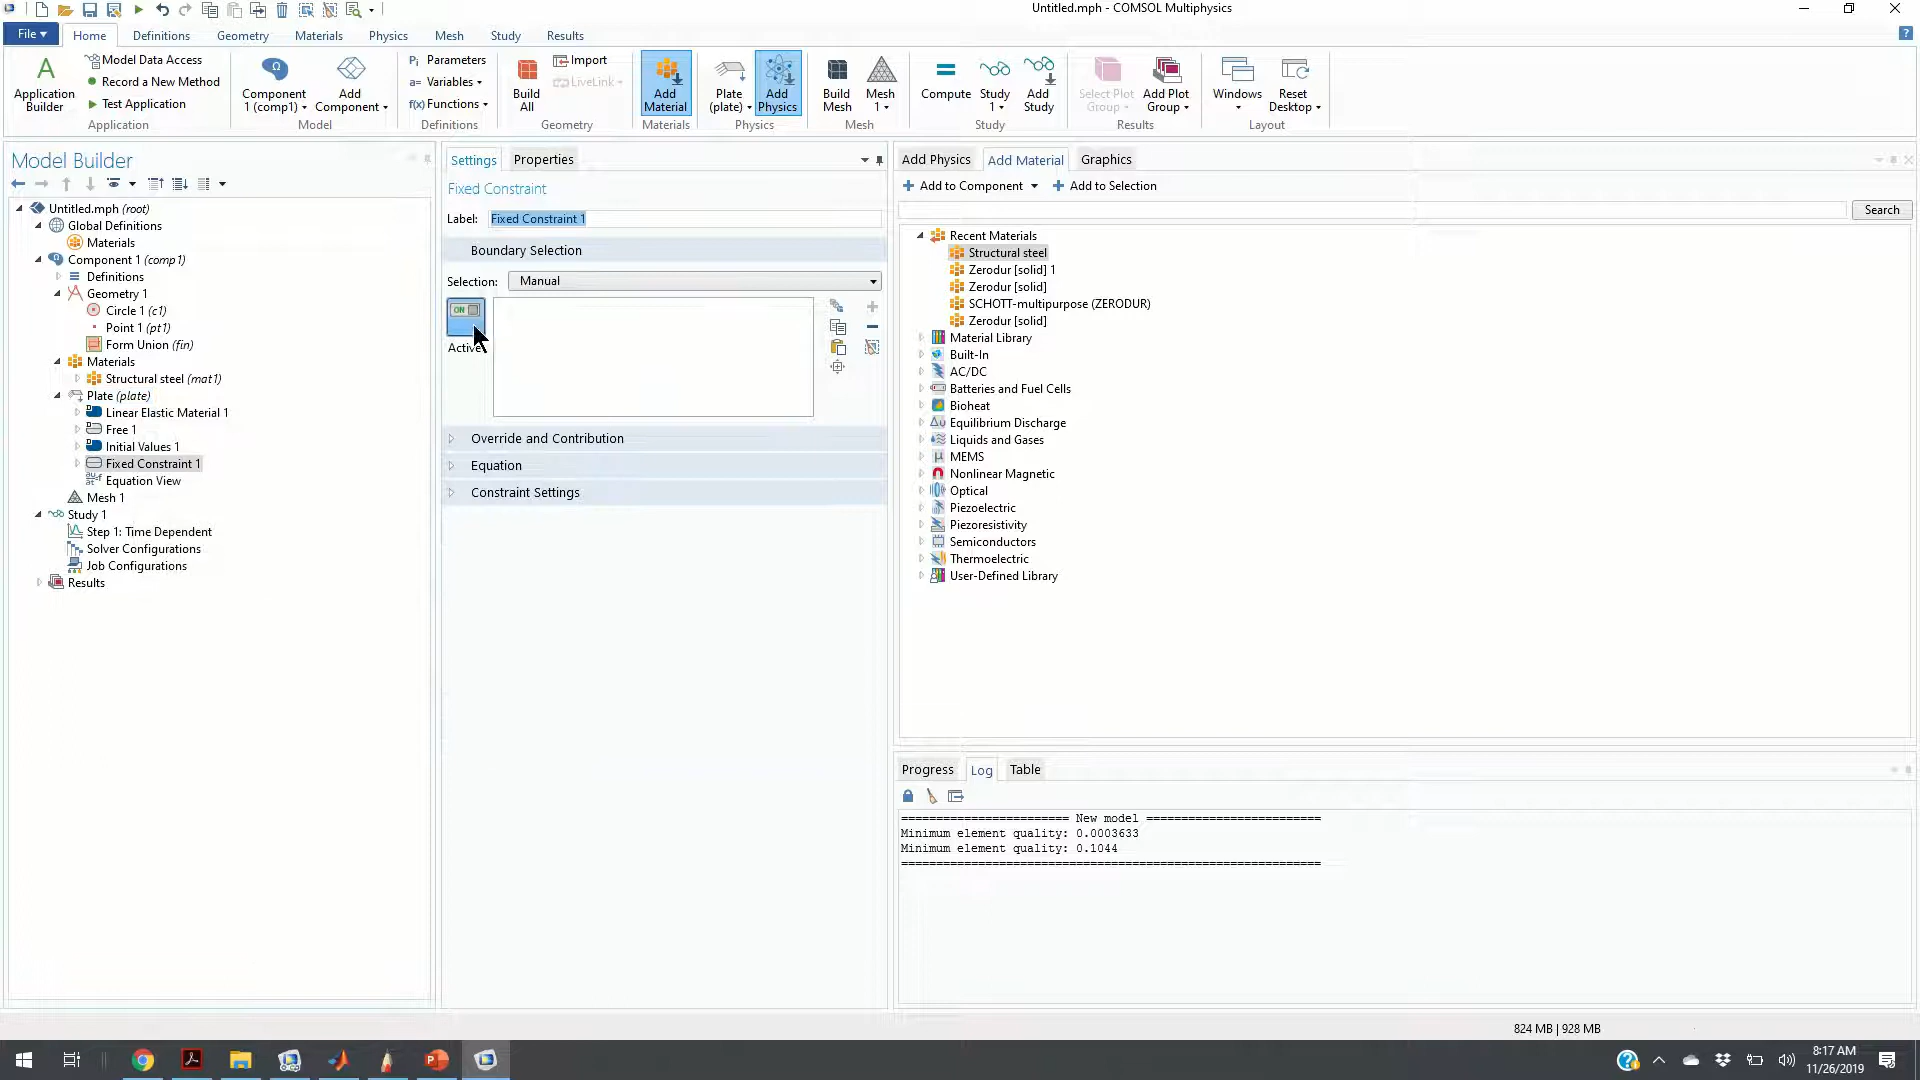 Untitled.mph - COMSOL Multiphysics
File
Home
Definitions
Geometry
Materials
Physics
Mesh
Study
Results
Application
Builder
Model Data Access
Record a New Method
Test Application
Application
Component
1 (comp1)
Add
Component
Model
Pi Parameters
a= Variables
f(x) Functions
Definitions
Build
All
Import
LiveLink
Geometry
Add
Material
Materials
Plate
(plate)
Add
Physics
Physics
Build
Mesh
Mesh
1
Mesh
Compute
Study
1
Add
Study
Study
Select Plot
Group
Add Plot
Group
Results
Windows
Reset
Desktop
Layout
Model Builder
Untitled.mph (root)
Global Definitions
Materials
Component 1 (comp1)
Definitions
Geometry 1
Circle 1 (c1)
Point 1 (pt1)
Form Union (fin)
Materials
Structural steel (mat1)
Plate (plate)
Linear Elastic Material 1
Free 1
Initial Values 1
Fixed Constraint 1
Equation View
Mesh 1
Study 1
Step 1: Time Dependent
Solver Configurations
Job Configurations
Results
Settings
Properties
Fixed Constraint
Label: Fixed Constraint 1
Boundary Selection
Selection: Manual
ON
Active
Override and Contribution
Equation
Constraint Settings
Add Physics
Add Material
Graphics
Add to Component
Add to Selection
Search
Recent Materials
Structural steel
Zerodur [solid] 1
Zerodur [solid]
SCHOTT-multipurpose (ZERODUR)
Zerodur [solid]
Material Library
Built-In
AC/DC
Batteries and Fuel Cells
Bioheat
Equilibrium Discharge
Liquids and Gases
MEMS
Nonlinear Magnetic
Optical
Piezoelectric
Piezoresistivity
Semiconductors
Thermoelectric
User-Defined Library
Progress
Log
Table
======================== New model =========================
Minimum element quality: 0.0003633
Minimum element quality: 0.1044
============================================================
824 MB | 928 MB
8:17 AM
11/26/2019